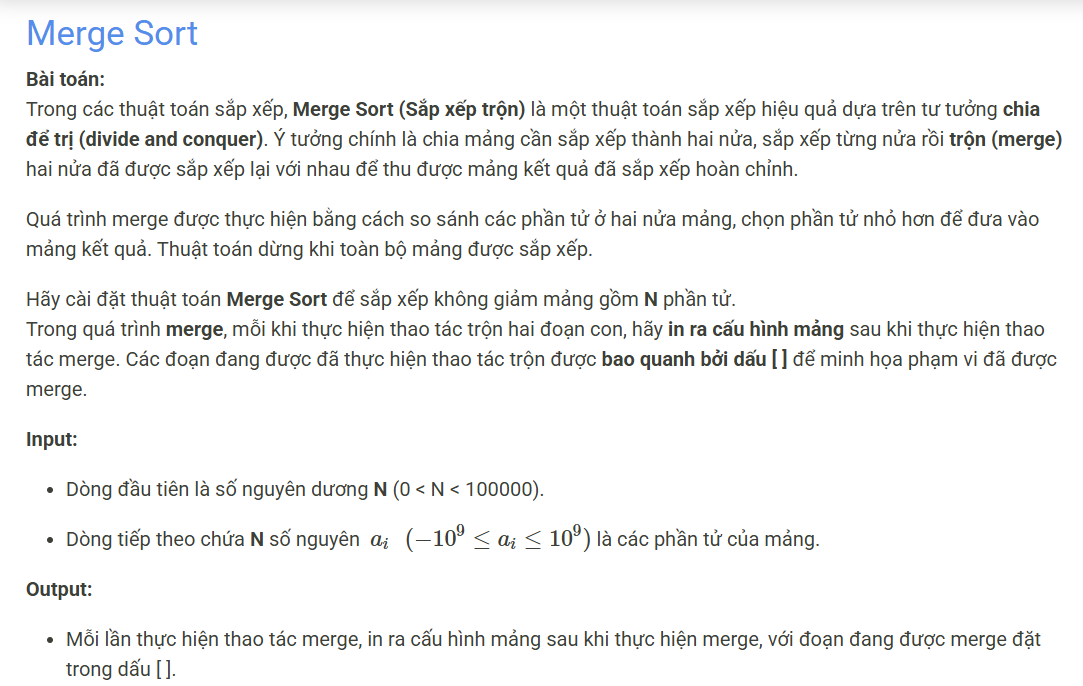 Merge Sort
Bài toán:
Trong các thuật toán sắp xếp, Merge Sort (Sắp xếp trộn) là một thuật toán sắp xếp hiệu quả dựa trên tư tưởng chia
để trị (divide and conquer). Ý tưởng chính là chia mảng cần sắp xếp thành hai nửa, sắp xếp từng nửa rồi trộn (merge)
hai nửa đã được sắp xếp lại với nhau để thu được mảng kết quả đã sắp xếp hoàn chỉnh.
Quá trình merge được thực hiện bằng cách so sánh các phần tử ở hai nửa mảng, chọn phần tử nhỏ hơn để đưa vào
mảng kết quả. Thuật toán dừng khi toàn bộ mảng được sắp xếp.
Hãy cài đặt thuật toán Merge Sort để sắp xếp không giảm mảng gồm N phần tử.
Trong quá trình merge, mỗi khi thực hiện thao tác trộn hai đoạn con, hãy in ra cấu hình mảng sau khi thực hiện thao
tác merge. Các đoạn đang được đã thực hiện thao tác trộn được bao quanh bởi dấu [ ] để minh họa phạm vi đã được
merge.
Input:
• Dòng đầu tiên là số nguyên dương N (0 < N < 100000).
• Dòng tiếp theo chứa N số nguyên aᵢ (−10⁹ ≤ aᵢ ≤ 10⁹) là các phần tử của mảng.
Output:
• Mỗi lần thực hiện thao tác merge, in ra cấu hình mảng sau khi thực hiện merge, với đoạn đang được merge đặt
trong dấu [ ].